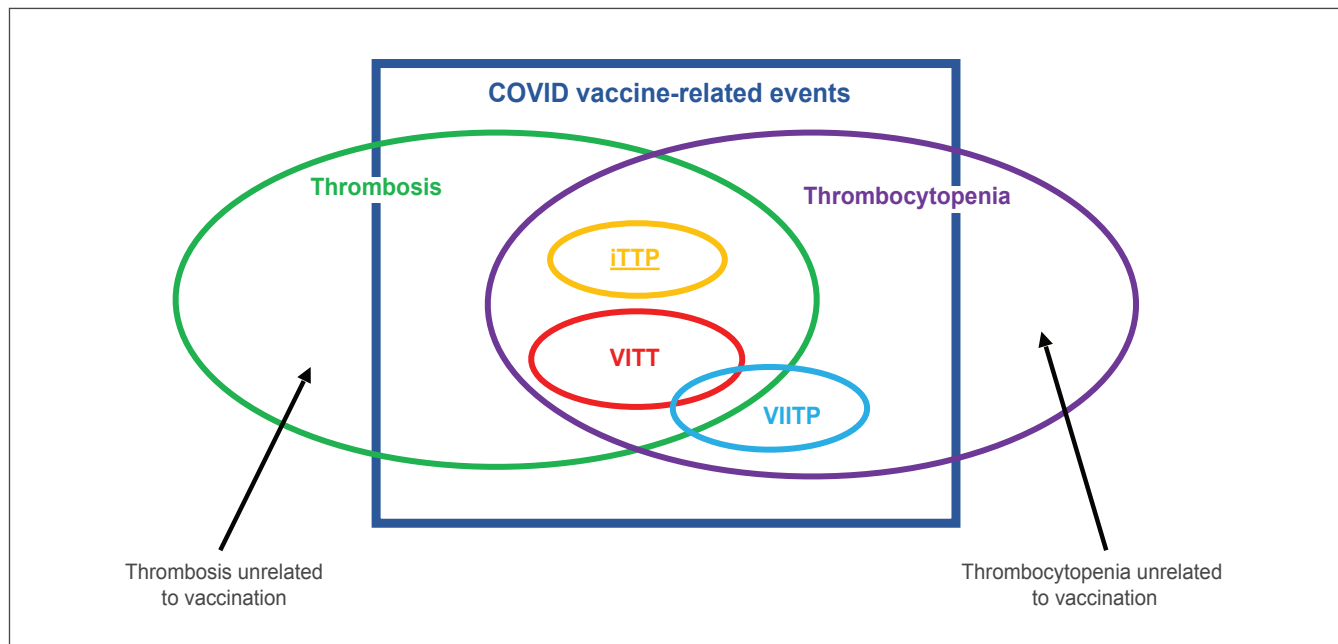 COVID vaccine-related events
Thrombosis
Thrombocytopenia
iTTP
VITT
VIITP
Thrombosis unrelated
to vaccination
Thrombocytopenia unrelated
to vaccination